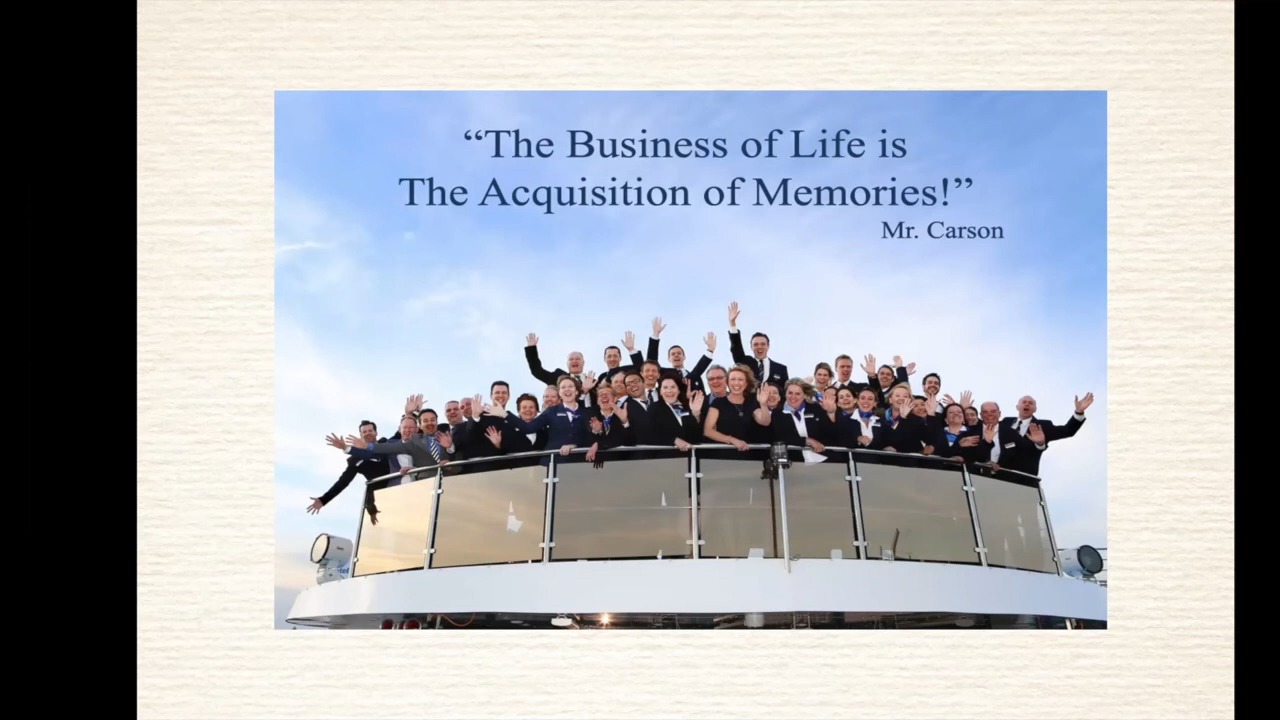 “The Business of Life is
The Acquisition of Memories!”
Mr. Carson